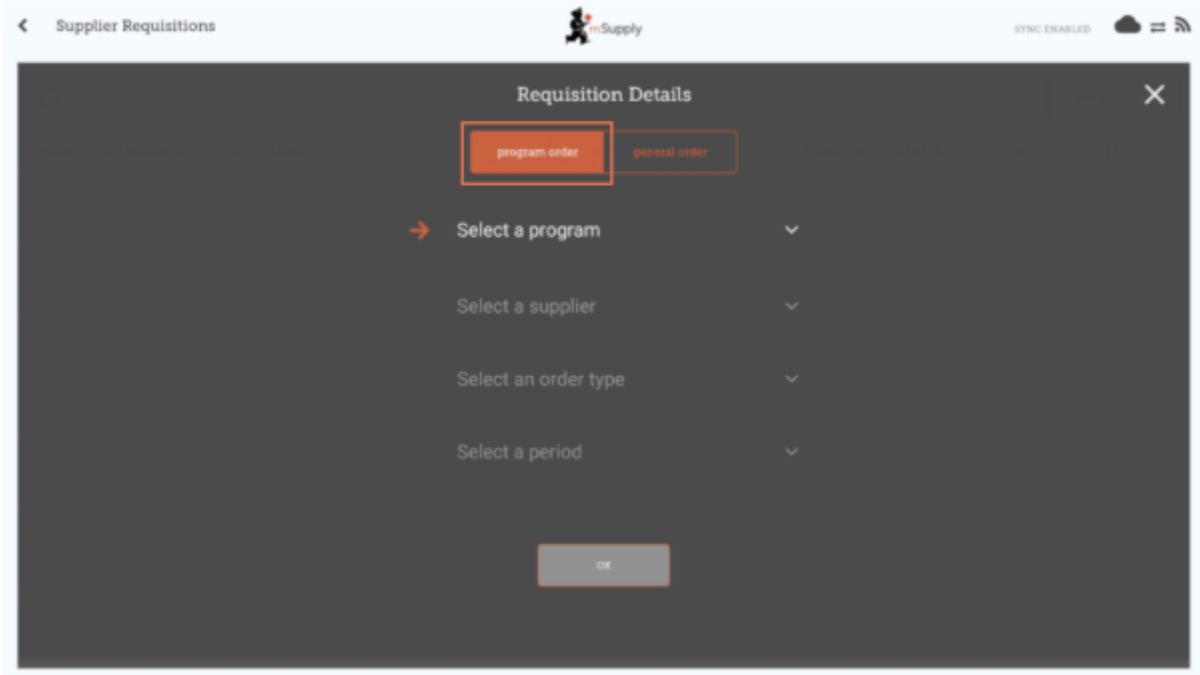 Supplier Requisitions
mSupply
SYNC ENABLED
Requisition Details
program order
general order
Select a program
Select a supplier
Select an order type
Select a period
OK